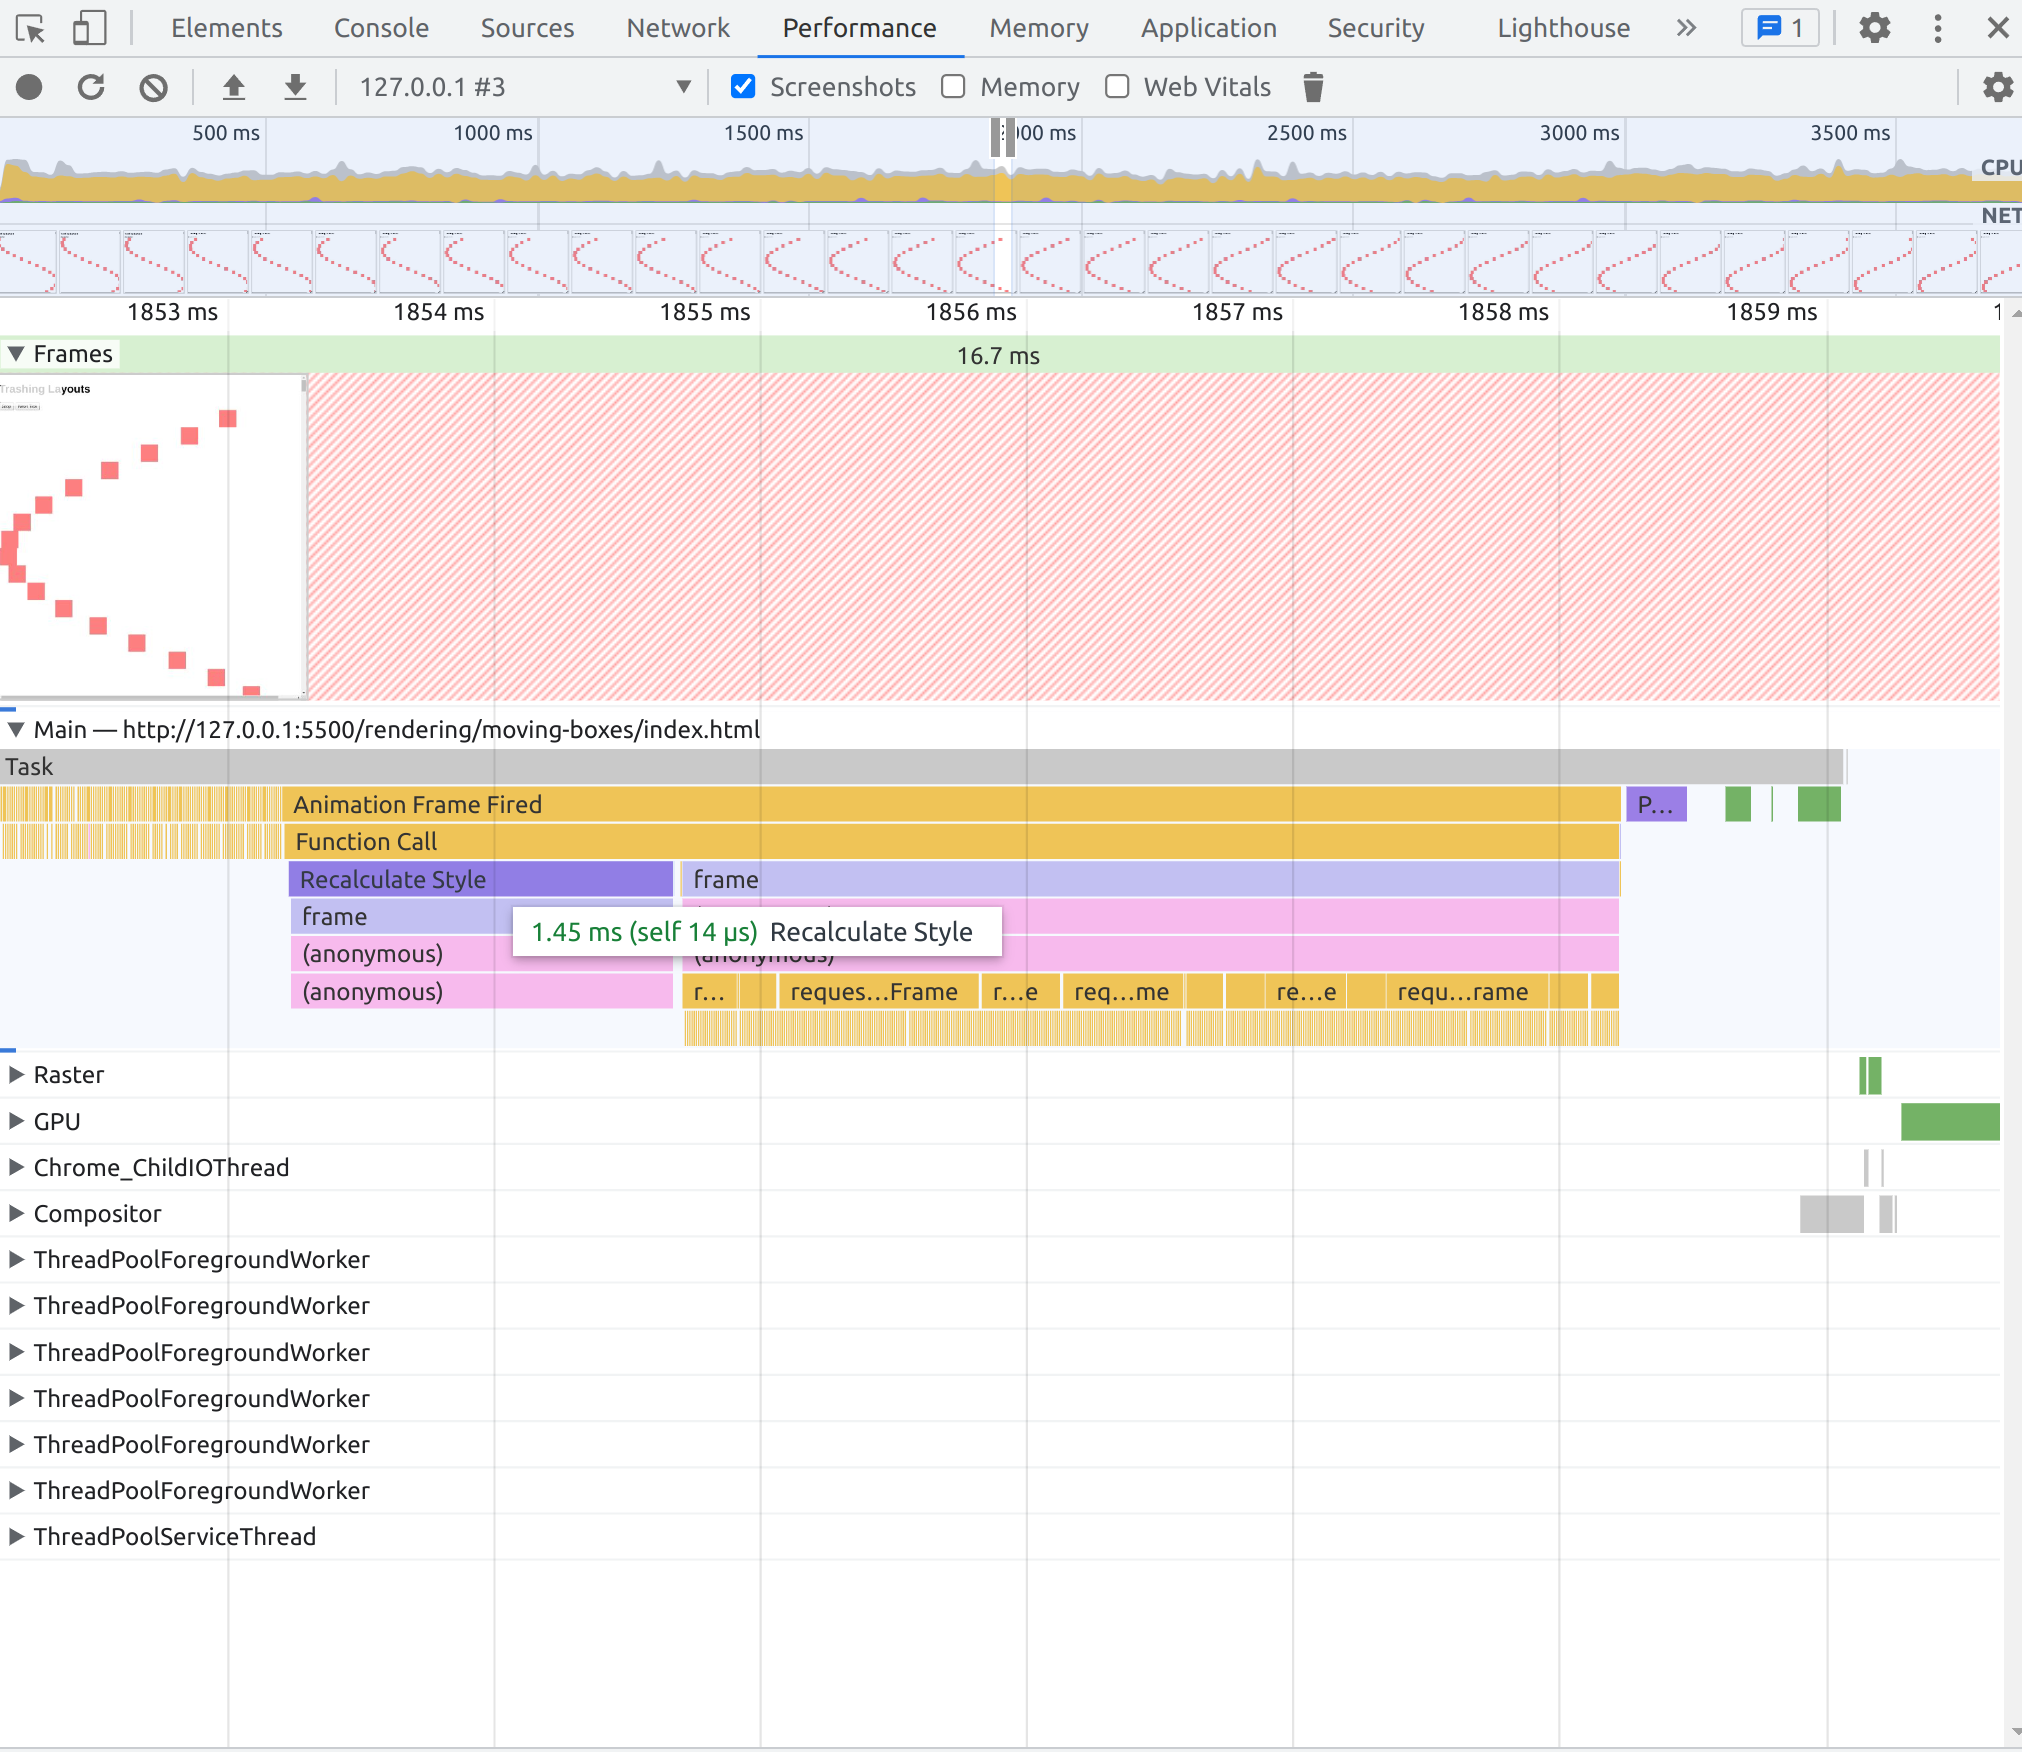 Elements Console Sources Network Performance Memory Application Security Lighthouse 1
127.0.0.1 #3 Screenshots Memory Web Vitals
500 ms 1000 ms 1500 ms 000 ms 2500 ms 3000 ms 3500 ms
CPU
NET
1853 ms 1854 ms 1855 ms 1856 ms 1857 ms 1858 ms 1859 ms 1
Frames 16.7 ms
Trashing Layouts
Main — http://127.0.0.1:5500/rendering/moving-boxes/index.html
Task
Animation Frame Fired P...
Function Call
Recalculate Style frame
frame
1.45 ms (self 14 µs) Recalculate Style
(anonymous) (anonymous)
(anonymous) r... reques...Frame r...e req...me re...e requ...rame
Raster
GPU
Chrome_ChildIOThread
Compositor
ThreadPoolForegroundWorker
ThreadPoolForegroundWorker
ThreadPoolForegroundWorker
ThreadPoolForegroundWorker
ThreadPoolForegroundWorker
ThreadPoolForegroundWorker
ThreadPoolServiceThread